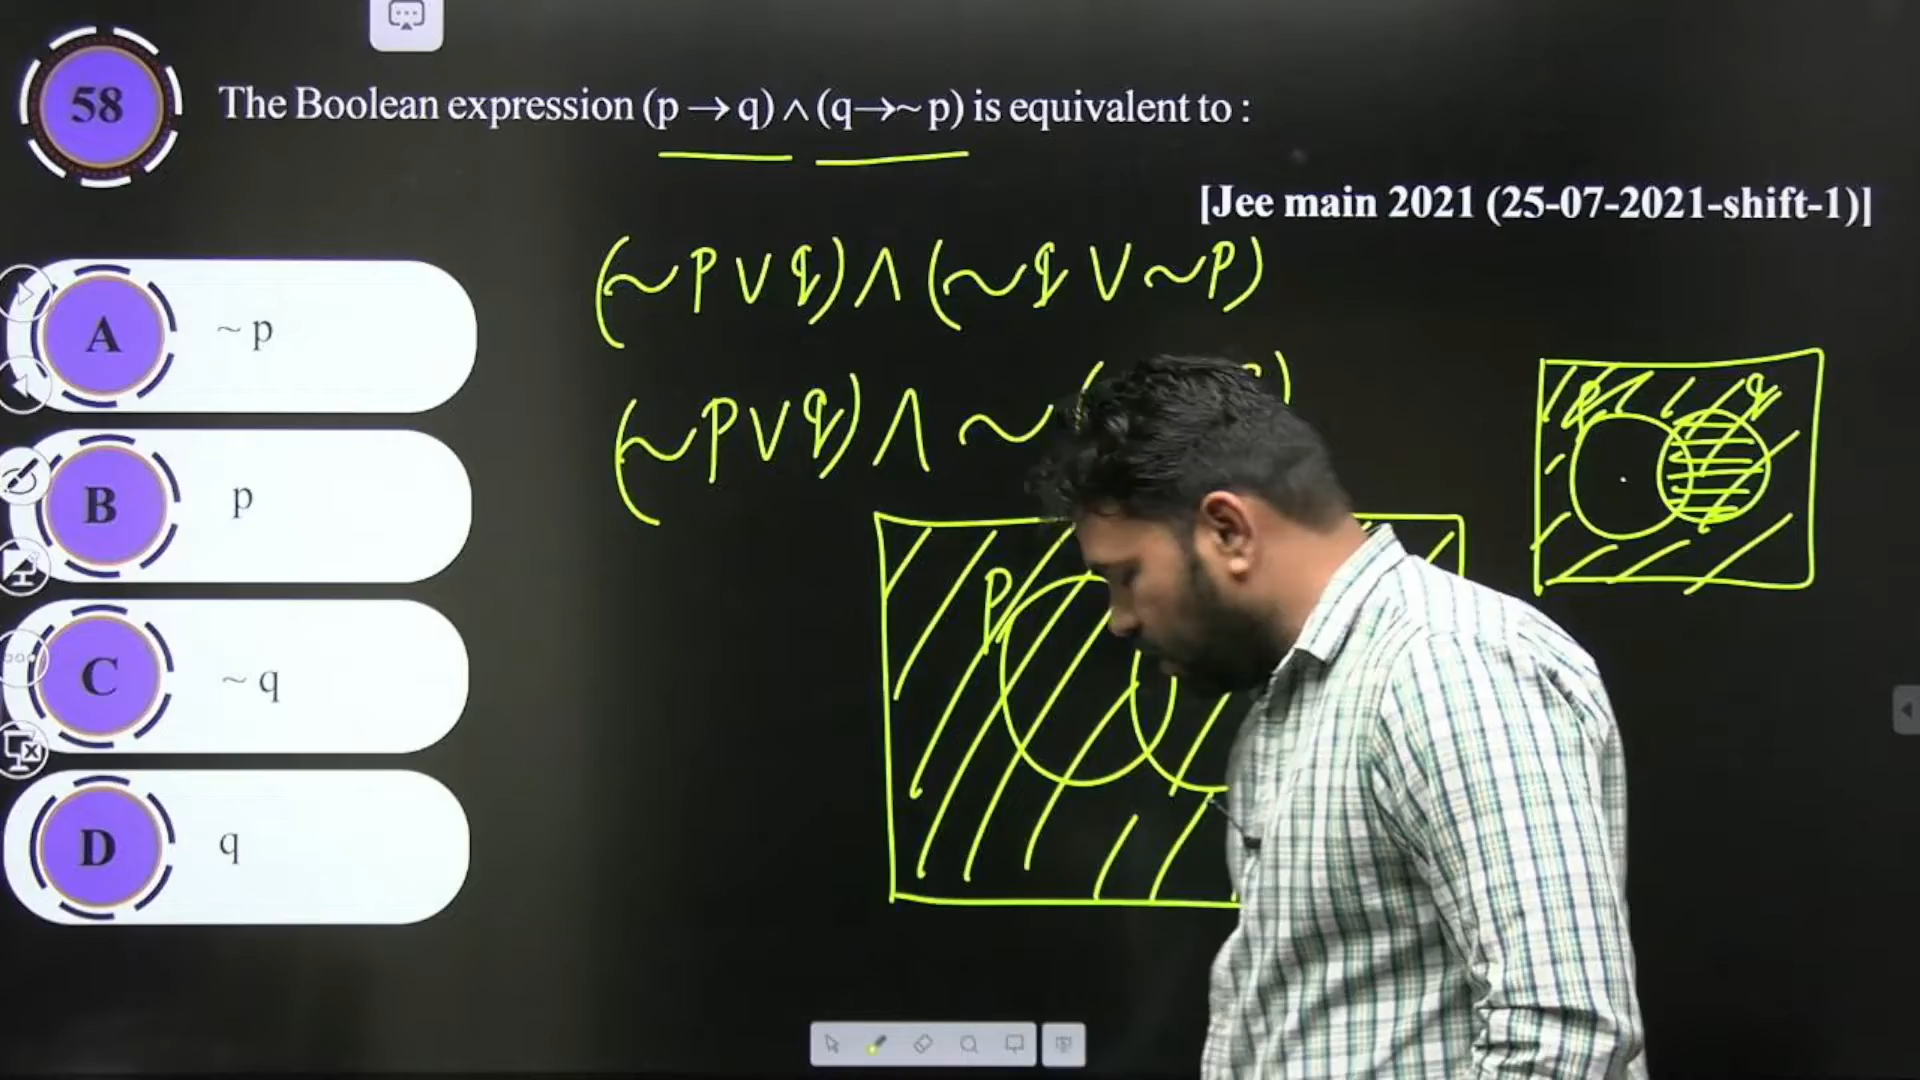 58
The Boolean expression (p → q) ∧ (q→~ p) is equivalent to :
[Jee main 2021 (25-07-2021-shift-1)]
(~p∨q)∧(~q∨~p)
(~p∨q)∧~(
A ~ p
B p
C ~ q
D q
p q
p